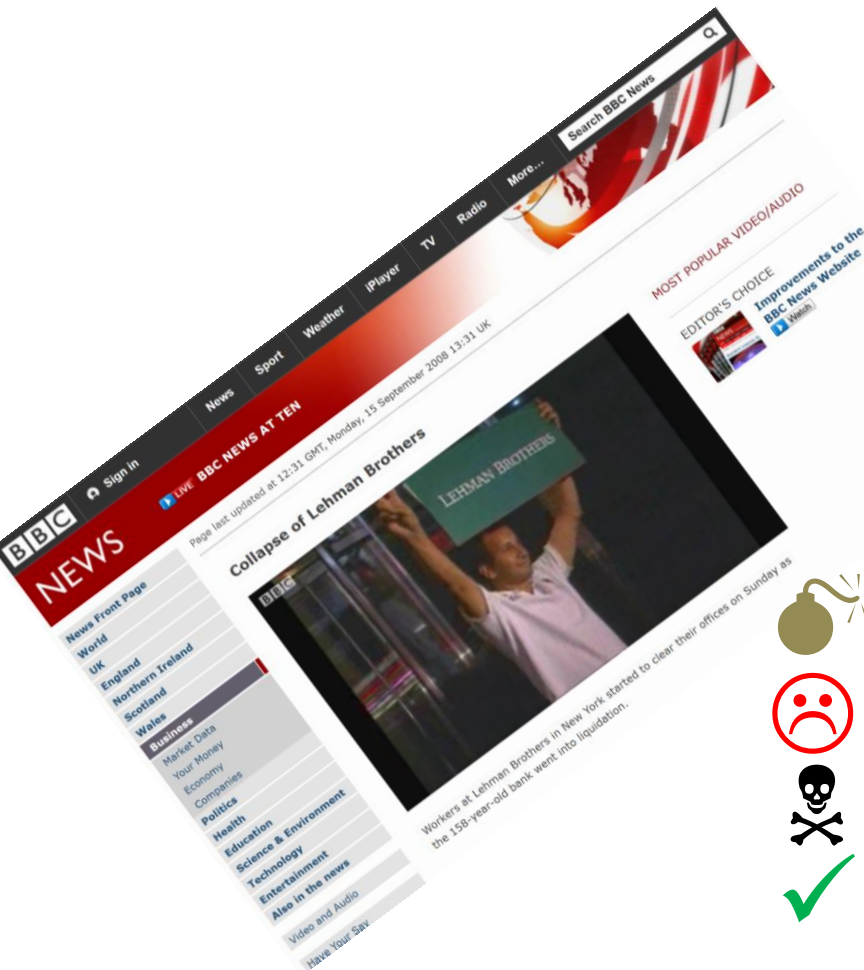 BBC
Sign in
News
Sport
Weather
iPlayer
TV
Radio
More...
Search BBC News
NEWS
LIVE BBC NEWS AT TEN
Page last updated at 12:31 GMT, Monday, 15 September 2008 13:31 UK
News Front Page
World
UK
England
Northern Ireland
Scotland
Wales
Business
Market Data
Your Money
Economy
Companies
Politics
Health
Education
Science & Environment
Technology
Entertainment
Also in the news
Video and Audio
Have Your Say
Collapse of Lehman Brothers
BBC
LEHMAN BROTHERS
Workers at Lehman Brothers in New York started to clear their offices on Sunday as
the 158-year-old bank went into liquidation.
MOST POPULAR VIDEO/AUDIO
EDITOR'S CHOICE
Improvements to the
BBC News Website
Watch